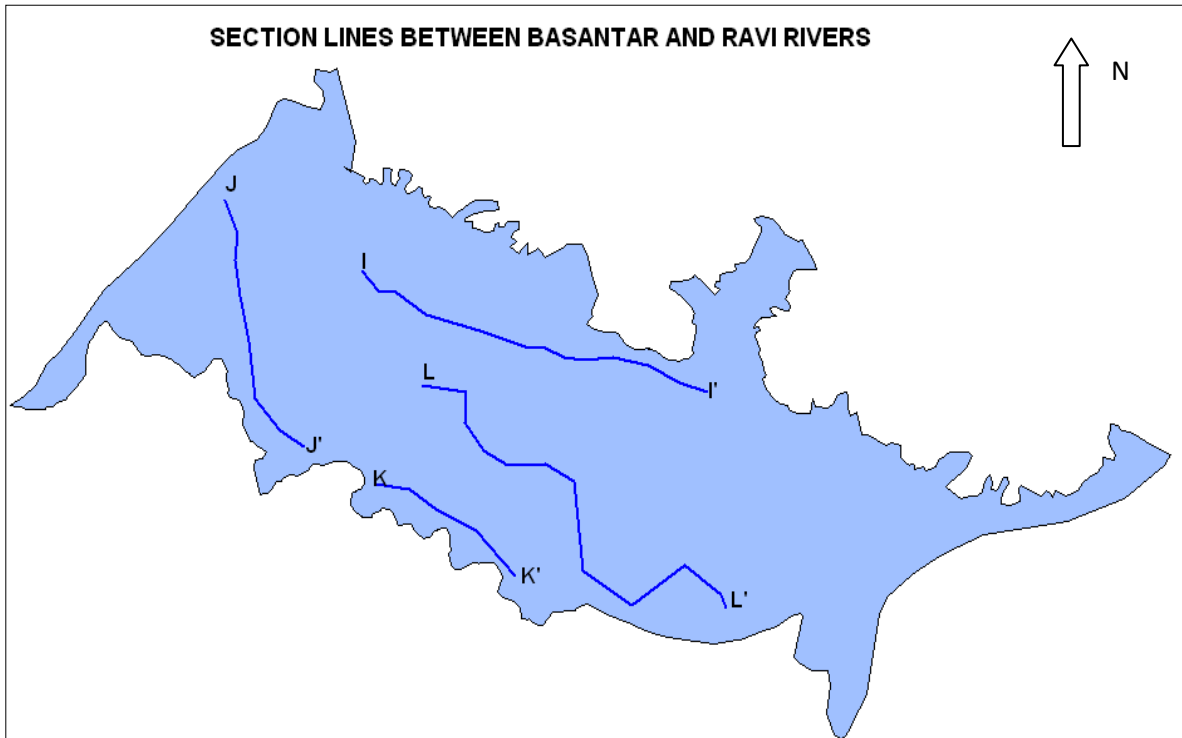 SECTION LINES BETWEEN BASANTAR AND RAVI RIVERS
N
J
I
L
I'
J'
K
K'
L'